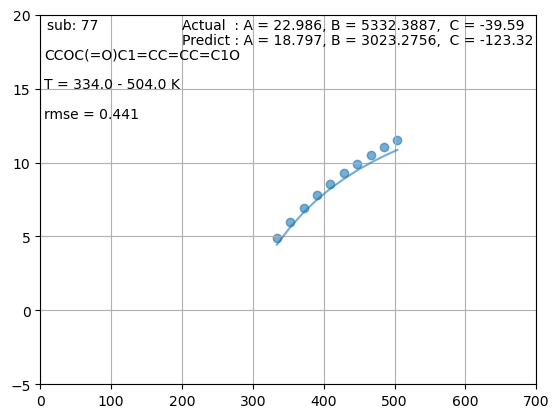 sub: 77
Actual : A = 22.986, B = 5332.3887, C = -39.59
Predict : A = 18.797, B = 3023.2756, C = -123.32
CCOC(=O)C1=CC=CC=C1O
T = 334.0 - 504.0 K
rmse = 0.441
20
15
10
5
0
−5
0 100 200 300 400 500 600 700